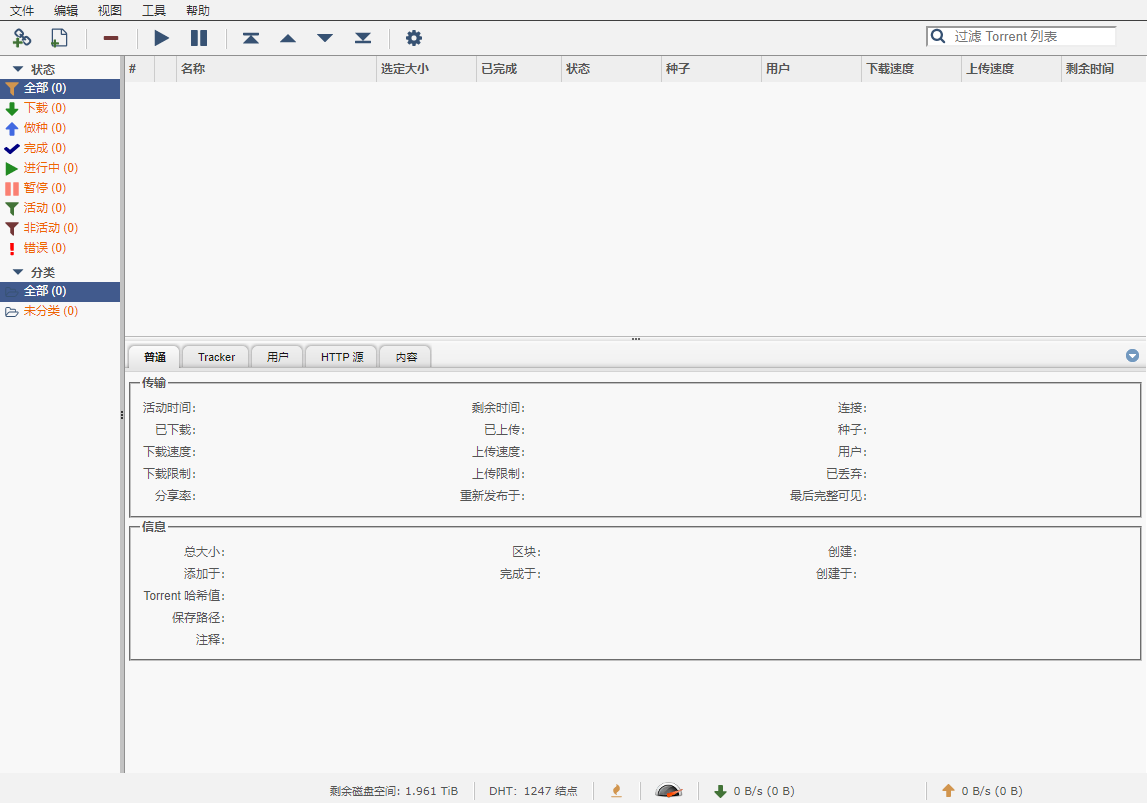 文件 编辑 视图 工具 帮助
过滤 Torrent 列表
状态
全部 (0)
下载 (0)
做种 (0)
完成 (0)
进行中 (0)
暂停 (0)
活动 (0)
非活动 (0)
错误 (0)
分类
全部 (0)
未分类 (0)
# 名称 选定大小 已完成 状态 种子 用户 下载速度 上传速度 剩余时间
普通 Tracker 用户 HTTP 源 内容
传输
活动时间: 剩余时间: 连接:
已下载: 已上传: 种子:
下载速度: 上传速度: 用户:
下载限制: 上传限制: 已丢弃:
分享率: 重新发布于: 最后完整可见:
信息
总大小: 区块: 创建:
添加于: 完成于: 创建于:
Torrent 哈希值:
保存路径:
注释:
剩余磁盘空间: 1.961 TiB DHT: 1247 结点 0 B/s (0 B) 0 B/s (0 B)